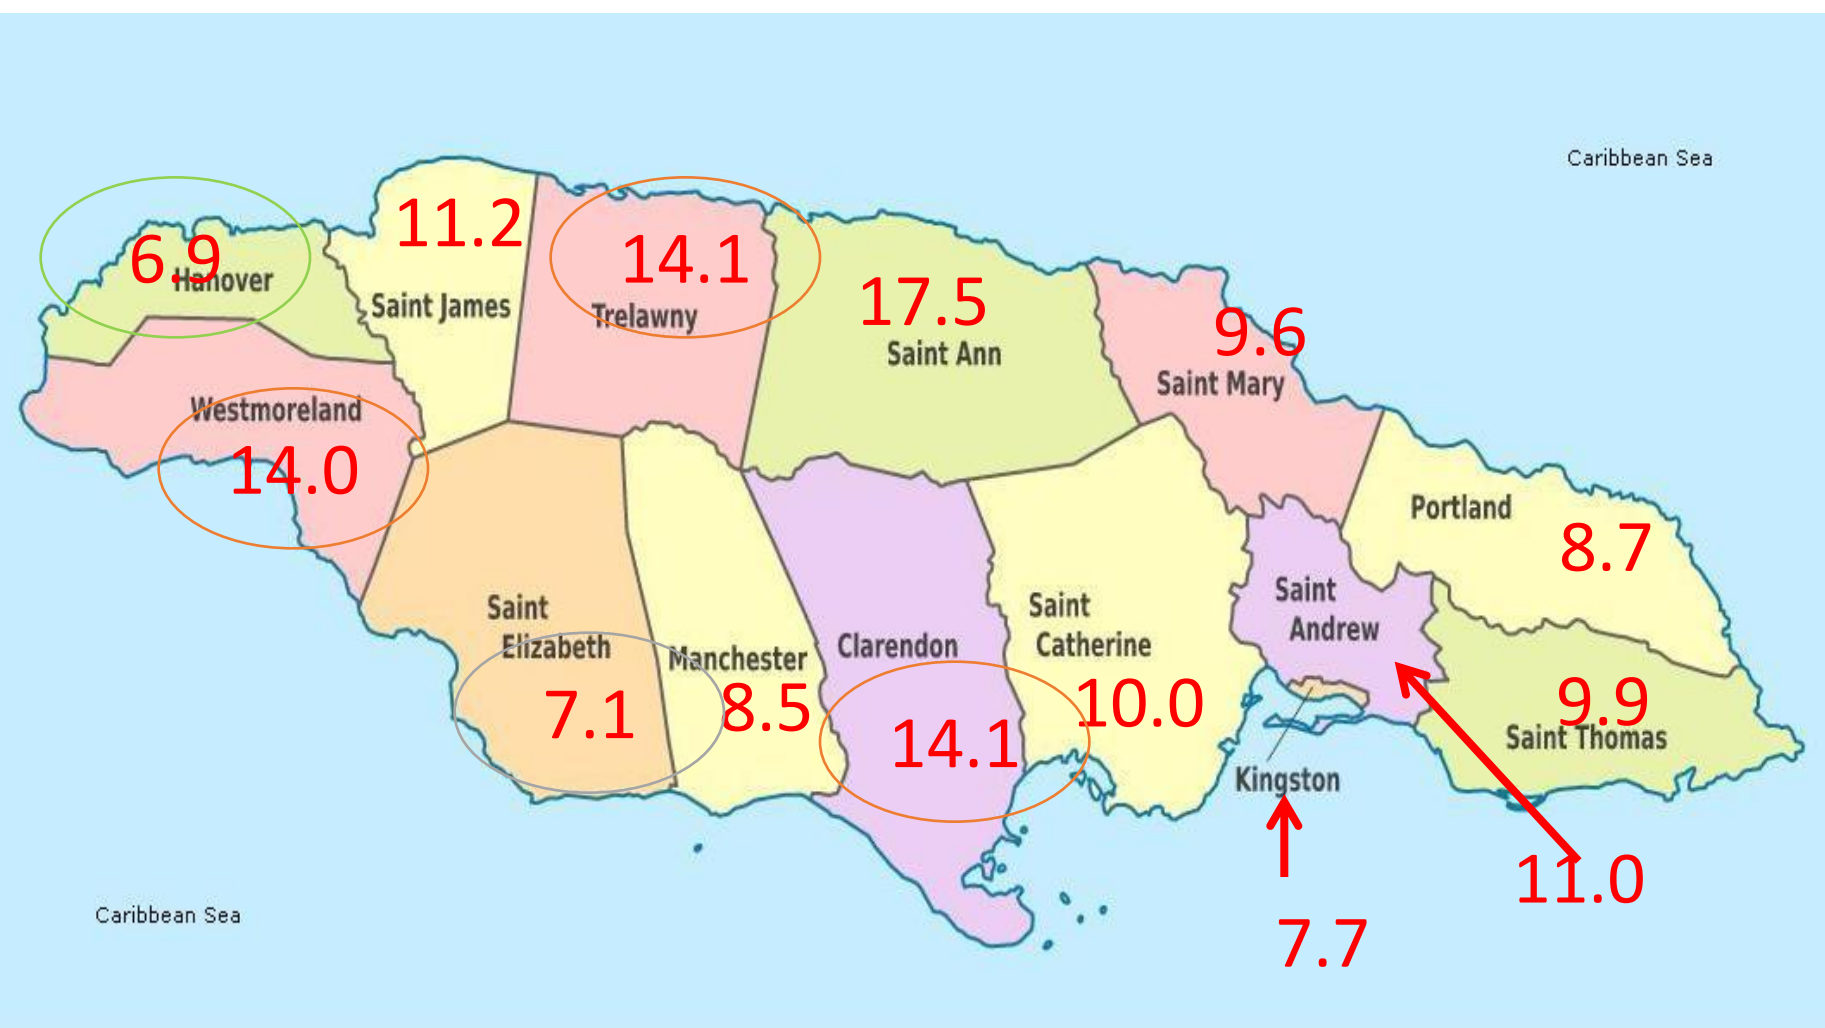 Caribbean Sea
11.2
6.9
14.1
Hanover
Saint James
17.5
Trelawny
9.6
Saint Ann
Saint Mary
Westmoreland
14.0
Portland
8.7
Saint
Andrew
Saint
Elizabeth
Saint
Catherine
Clarendon
Manchester
7.1
8.5
10.0
9.9
14.1
Saint Thomas
Kingston
11.0
Caribbean Sea
7.7